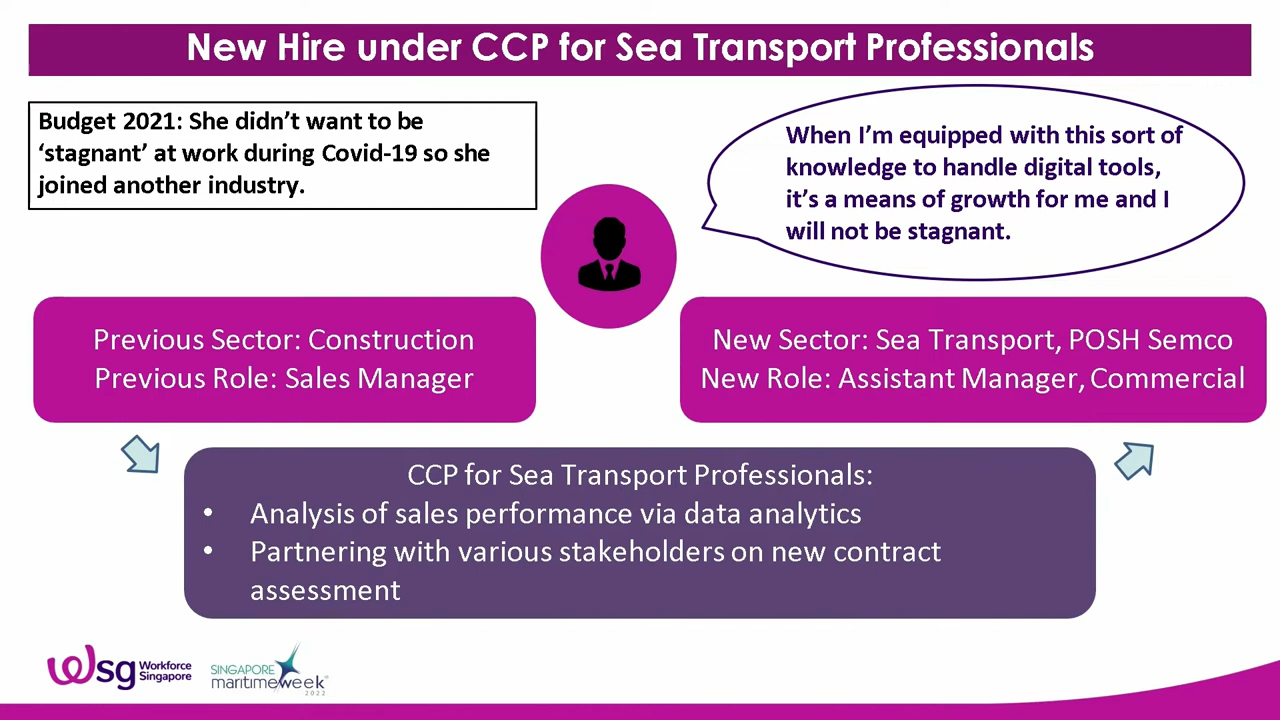 New Hire under CCP for Sea Transport Professionals
Budget 2021: She didn’t want to be
‘stagnant’ at work during Covid-19 so she
joined another industry.
When I’m equipped with this sort of
knowledge to handle digital tools,
it’s a means of growth for me and I
will not be stagnant.
Previous Sector: Construction
Previous Role: Sales Manager
New Sector: Sea Transport, POSH Semco
New Role: Assistant Manager, Commercial
CCP for Sea Transport Professionals:
• Analysis of sales performance via data analytics
• Partnering with various stakeholders on new contract
assessment
wsg Workforce
Singapore
SINGAPORE
maritimeweek
2022